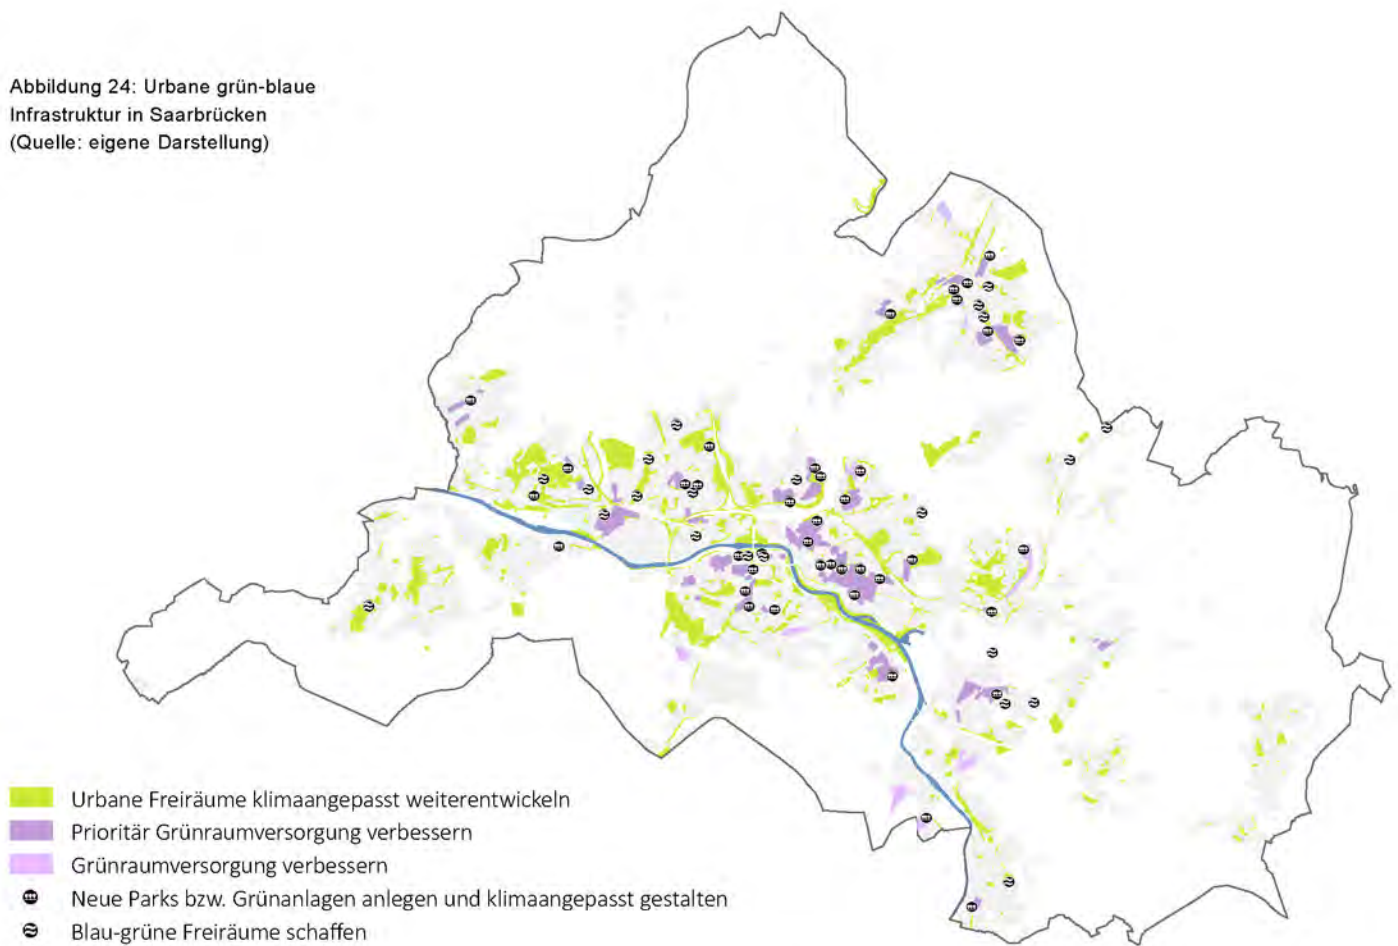 Abbildung 24: Urbane grün-blaue
Infrastruktur in Saarbrücken
(Quelle: eigene Darstellung)
Urbane Freiräume klimaangepasst weiterentwickeln
Prioritär Grünraumversorgung verbessern
Grünraumversorgung verbessern
Neue Parks bzw. Grünanlagen anlegen und klimaangepasst gestalten
Blau-grüne Freiräume schaffen